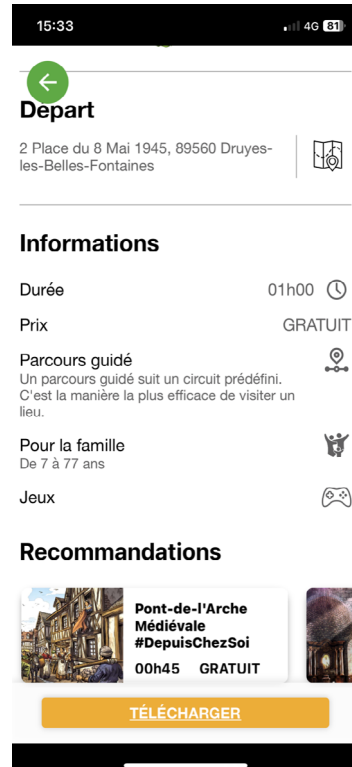 15:33
4G 81
Départ
2 Place du 8 Mai 1945, 89560 Druyes-
les-Belles-Fontaines
Informations
Durée
01h00
Prix
GRATUIT
Parcours guidé
Un parcours guidé suit un circuit prédéfini.
C'est la manière la plus efficace de visiter un
lieu.
Pour la famille
De 7 à 77 ans
Jeux
Recommandations
Pont-de-l'Arche
Médiévale
#DepuisChezSoi
00h45 GRATUIT
TÉLÉCHARGER